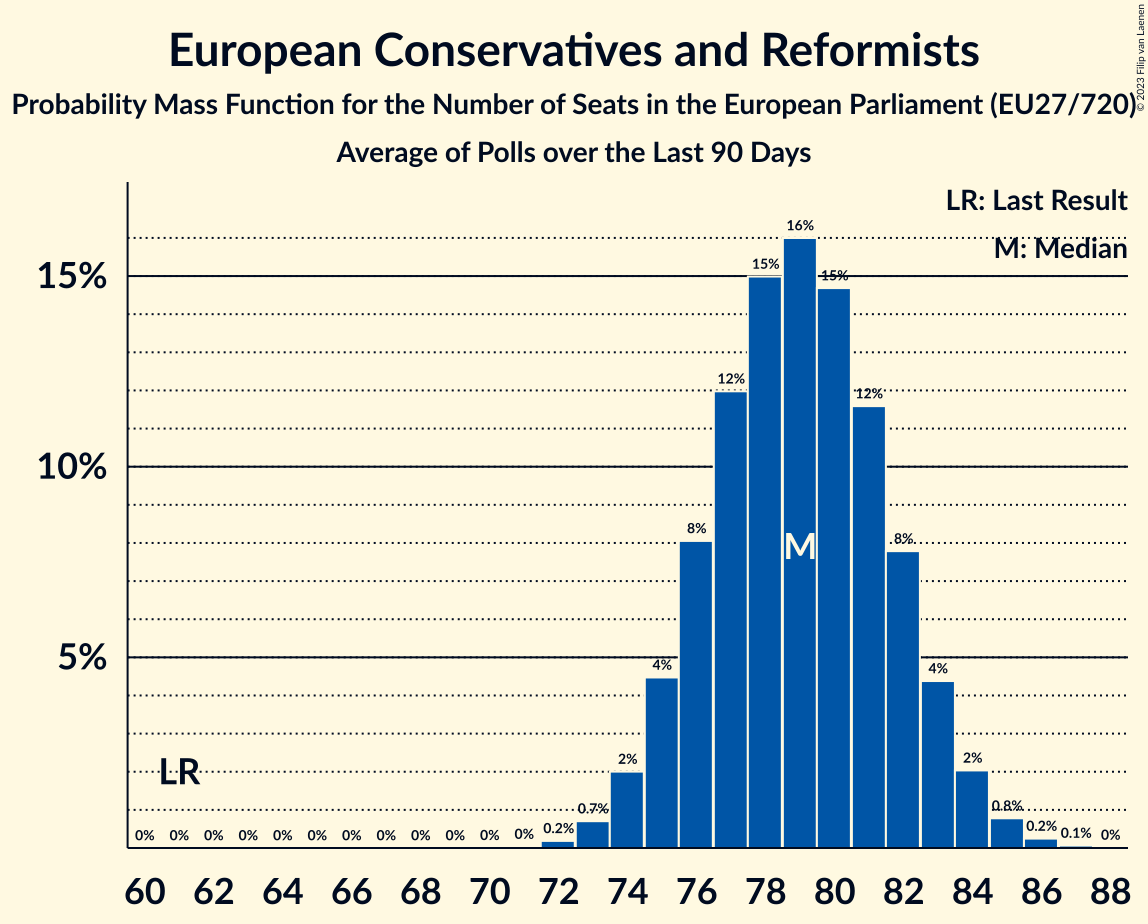 European Conservatives and Reformists
Probability Mass Function for the Number of Seats in the European Parliament (EU27/720)
Average of Polls over the Last 90 Days
© 2023 Filip van Laenen
LR: Last Result
M: Median
15%
10%
5%
0% 0% 0% 0% 0% 0% 0% 0% 0% 0% 0% 0% 0.2% 0.7% 2% 4% 8% 12% 15% 16% 15% 12% 8% 4% 2% 0.8% 0.2% 0.1% 0%
LR
M
60 62 64 66 68 70 72 74 76 78 80 82 84 86 88